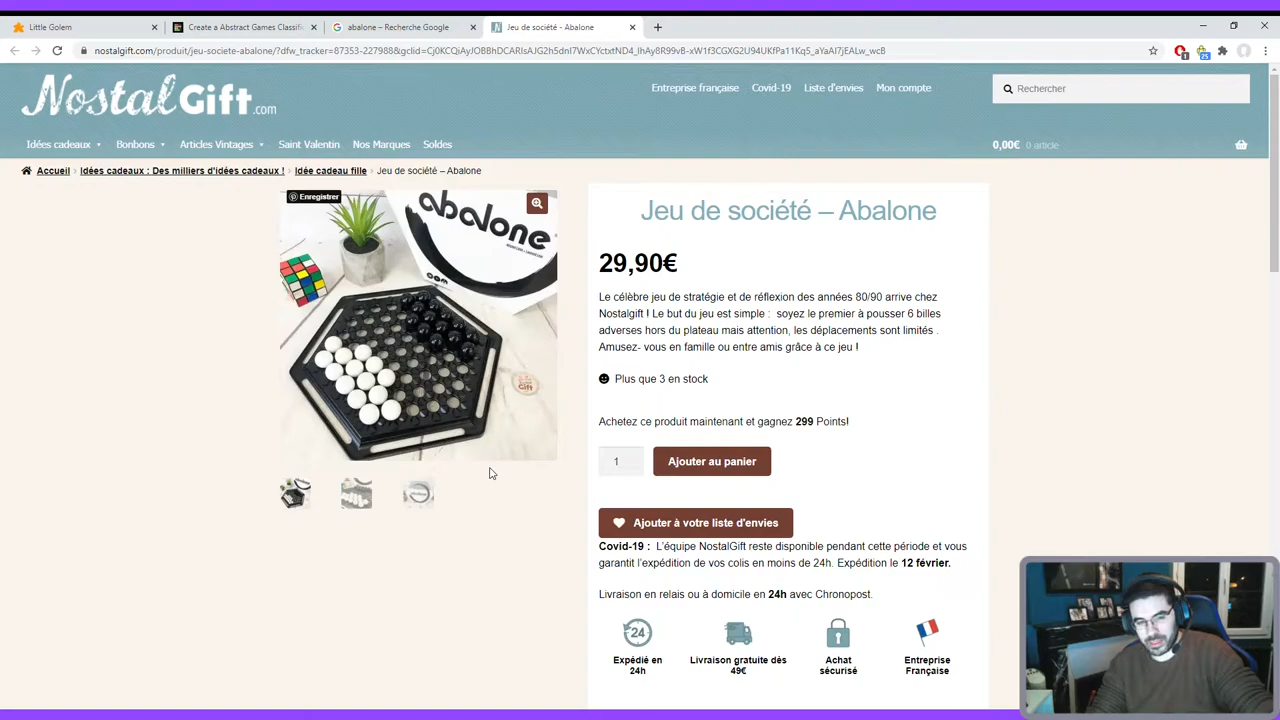 Little Golem
Create a Abstract Games Classifi
abalone – Recherche Google
Jeu de société - Abalone
nostalgift.com/produit/jeu-societe-abalone/?dfw_tracker=87353-227988&gclid=Cj0KCQiAyJOBBhDCARIsAJG2h5dnI7WxCYctxtND4_lhAy8R99vB-xW1f3CGXG2U94UKfPa11Kq5_aYaAl7jEALw_wcB
NostalGift.com
Entreprise française
Covid-19
Liste d'envies
Mon compte
Rechercher
Idées cadeaux
Bonbons
Articles Vintages
Saint Valentin
Nos Marques
Soldes
0,00€ 0 article
Accueil
Idées cadeaux : Des milliers d'idées cadeaux !
Idée cadeau fille
Jeu de société – Abalone
Enregistrer
abalone
Jeu de société – Abalone
29,90€
Le célèbre jeu de stratégie et de réflexion des années 80/90 arrive chez
Nostalgift ! Le but du jeu est simple : soyez le premier à pousser 6 billes
adverses hors du plateau mais attention, les déplacements sont limités .
Amusez- vous en famille ou entre amis grâce à ce jeu !
Plus que 3 en stock
Achetez ce produit maintenant et gagnez 299 Points!
1
Ajouter au panier
Ajouter à votre liste d'envies
Covid-19 : L'équipe NostalGift reste disponible pendant cette période et vous
garantit l'expédition de vos colis en moins de 24h. Expédition le 12 février.
Livraison en relais ou à domicile en 24h avec Chronopost.
24
Expédié en
24h
Livraison gratuite dès
49€
Achat
sécurisé
Entreprise
Française